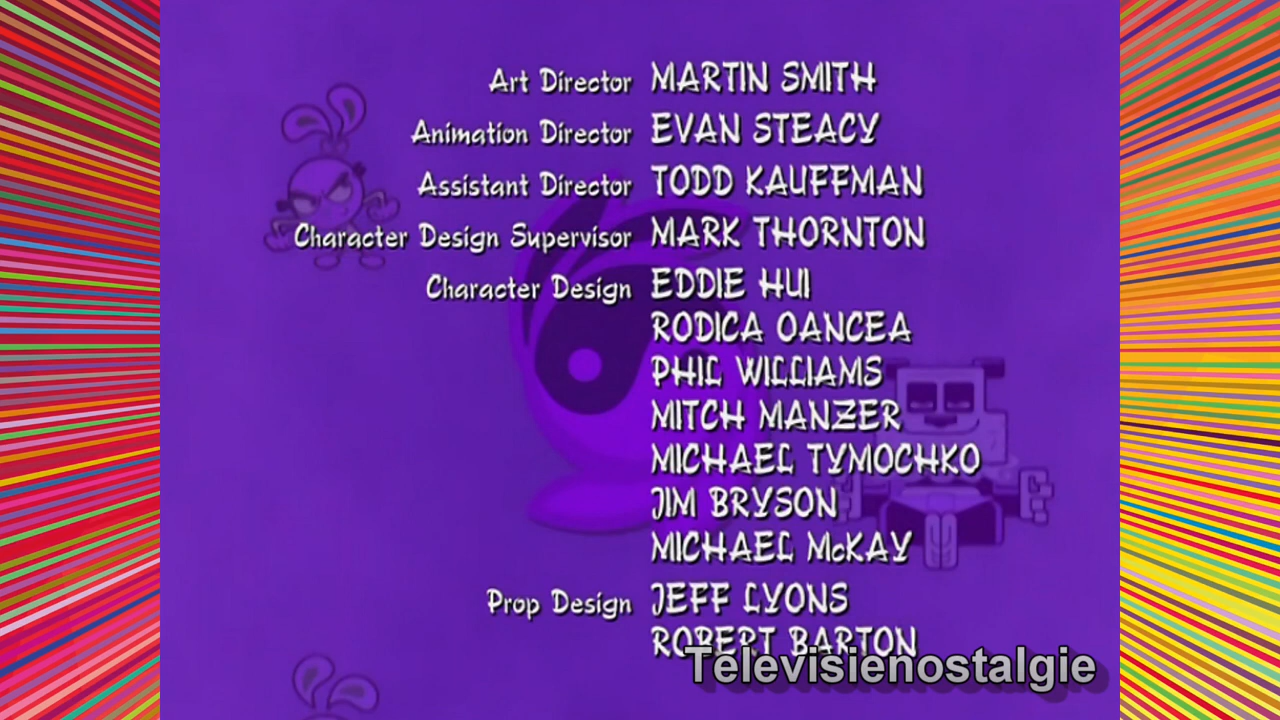 Art Director MARTIN SMITH
Animation Director EVAN STEACY
Assistant Director TODD KAUFFMAN
Character Design Supervisor MARK THORNTON
Character Design EDDIE HUI
RODICA OANCEA
PHIL WILLIAMS
MITCH MANZER
MICHAEL TYMOCHKO
JIM BRYSON
MICHAEL McKAY
Prop Design JEFF LYONS
ROBERT BARTON
Televisienostalgie